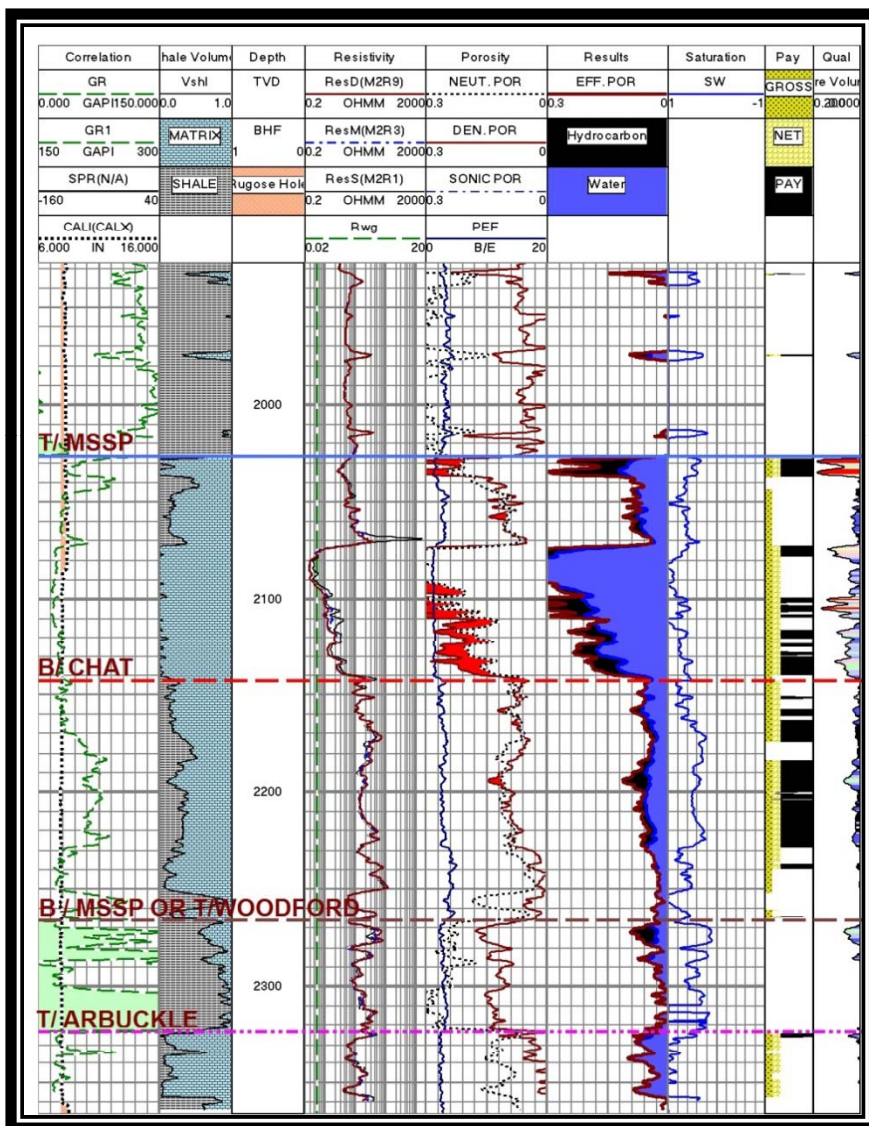 Correlation hale Volum Depth Resistivity Porosity Results Saturation Pay Qual
GR Vshl TVD ResD(M2R9) NEUT.POR EFF.POR SW GROSS re Volu
0.000 GAPI 150.000 0.0 1.0 0.2 OHMM 2000 0.3 0 0.3 0 1 -1
GR1 MATRIX BHF ResM(M2R3) DEN.POR Hydrocarbon NET
150 GAPI 300 1 0 0.2 OHMM 2000 0.3 0
SPR(N/A) SHALE Rugose Hole ResS(M2R1) SONIC POR Water PAY
-160 40 0.2 OHMM 2000 0.3 0
CALI(CALX) Rwg PEF
6.000 IN 16.000 0.02 200 0 B/E 20
2000
T/ MSSP
2100
B/ CHAT
2200
B / MSSP OR T/WOODFORD
2300
T/ ARBUCKLE